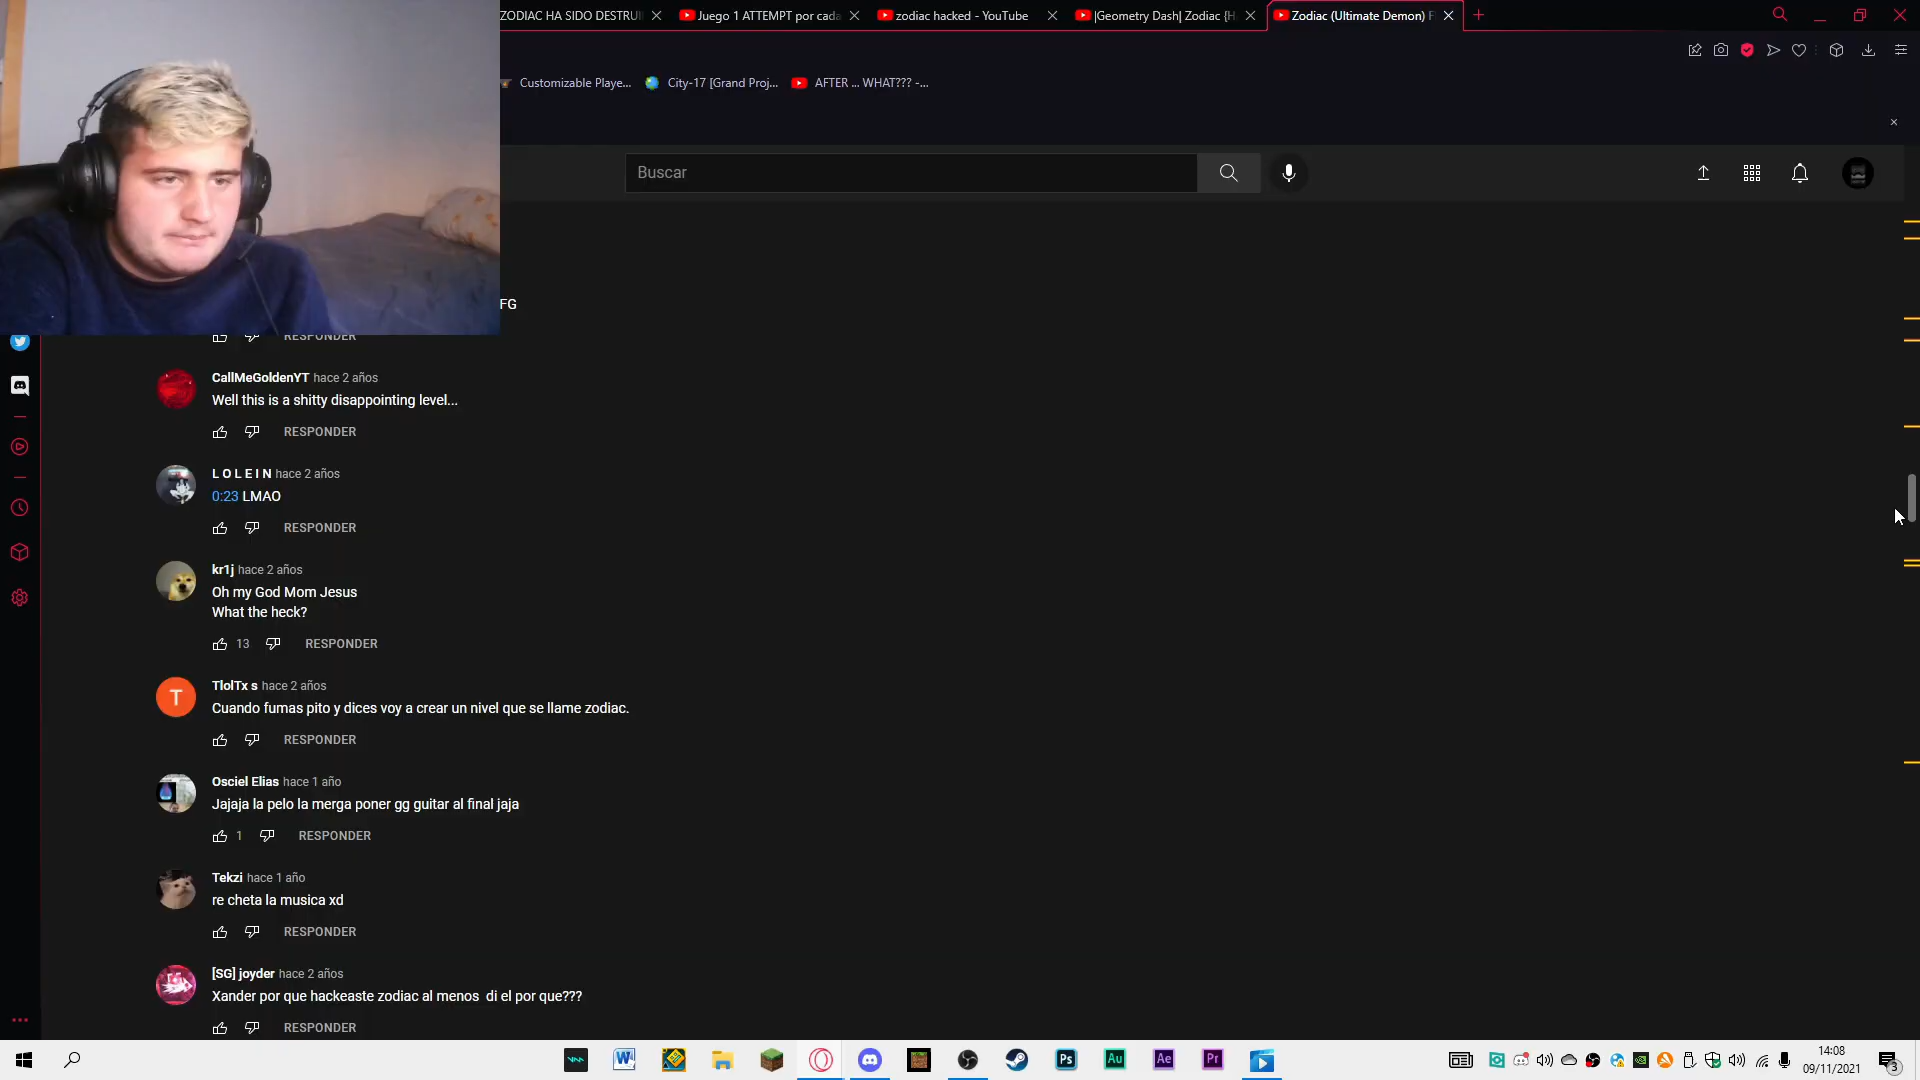 ZODIAC HA SIDO DESTRUI
Juego 1 ATTEMPT por cada
zodiac hacked - YouTube
|Geometry Dash| Zodiac {H
Zodiac (Ultimate Demon) F
Customizable Playe...
City-17 [Grand Proj...
AFTER ... WHAT??? -...
Buscar
FG
RESPONDER
CallMeGoldenYT hace 2 años
Well this is a shitty disappointing level...
RESPONDER
L O L E I N hace 2 años
0:23 LMAO
RESPONDER
kr1j hace 2 años
Oh my God Mom Jesus
What the heck?
13 RESPONDER
TlolTx s hace 2 años
T
Cuando fumas pito y dices voy a crear un nivel que se llame zodiac.
RESPONDER
Osciel Elias hace 1 año
Jajaja la pelo la merga poner gg guitar al final jaja
1 RESPONDER
Tekzi hace 1 año
re cheta la musica xd
RESPONDER
[SG] joyder hace 2 años
Xander por que hackeaste zodiac al menos di el por que???
RESPONDER
W
Ps
Au
Ae
Pr
14:08
09/11/2021
3